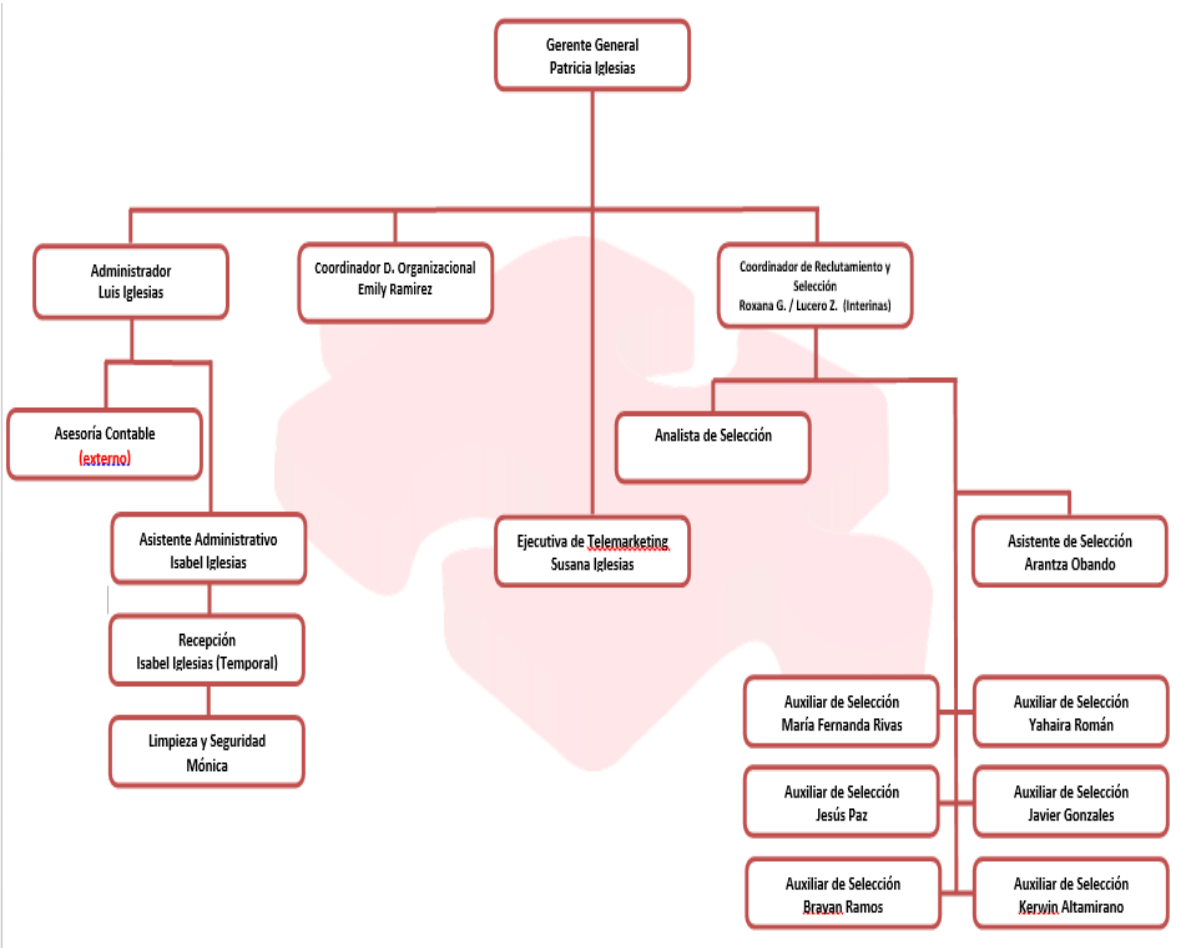 Gerente General
Patricia Iglesias
Administrador
Luis Iglesias
Coordinador D. Organizacional
Emily Ramirez
Coordinador de Reclutamiento y
Selección
Roxana G. / Lucero Z. (Interinas)
Asesoría Contable
(externo)
Analista de Selección
Asistente Administrativo
Isabel Iglesias
Ejecutiva de Telemarketing
Susana Iglesias
Asistente de Selección
Arantza Obando
Recepción
Isabel Iglesias (Temporal)
Limpieza y Seguridad
Mónica
Auxiliar de Selección
María Fernanda Rivas
Auxiliar de Selección
Yahaira Román
Auxiliar de Selección
Jesús Paz
Auxiliar de Selección
Javier Gonzales
Auxiliar de Selección
Brayan Ramos
Auxiliar de Selección
Kerwin Altamirano